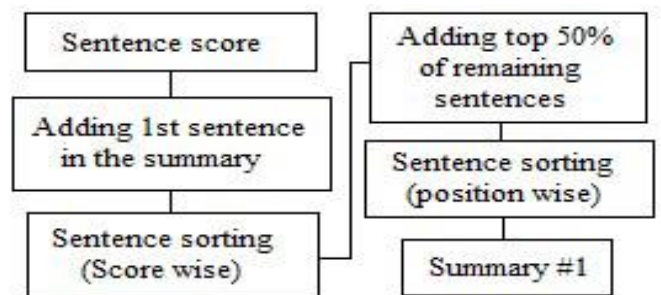 Sentence score
Adding 1st sentence
in the summary
Sentence sorting
(Score wise)
Adding top 50%
of remaining
sentences
Sentence sorting
(position wise)
Summary #1